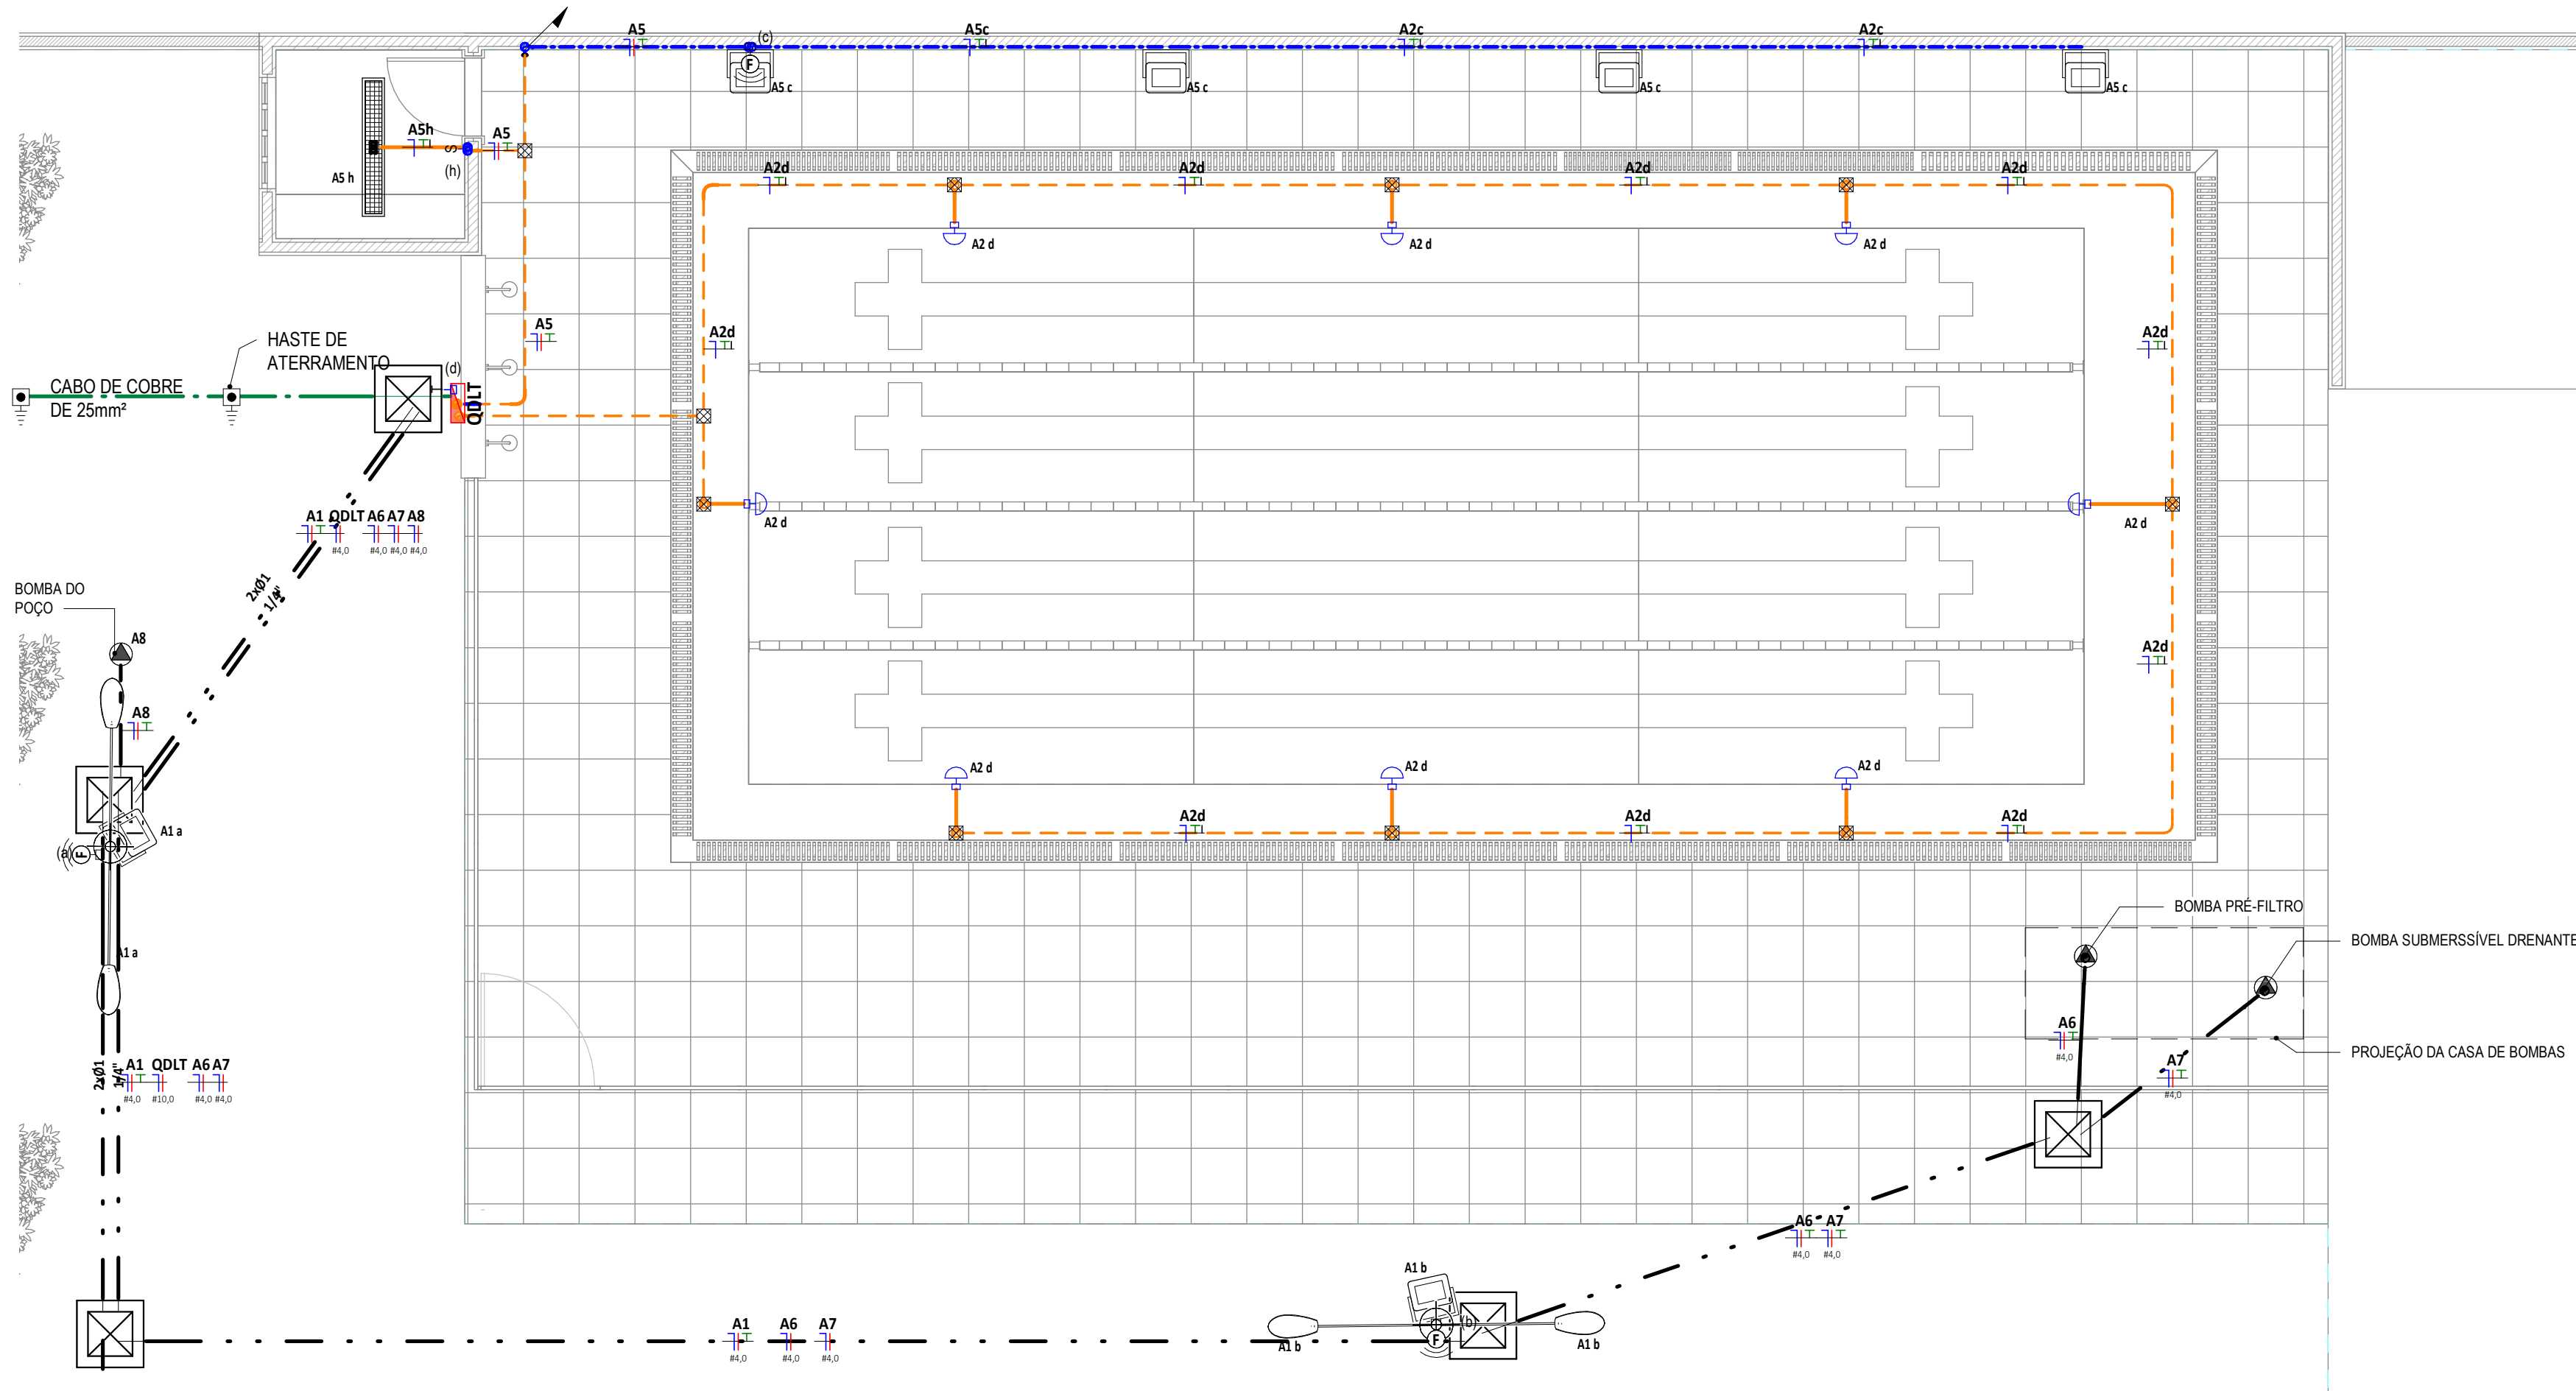 A5
(c)
A5c
A2c
A2c
F
A5 c
A5 c
A5 c
A5 c
A5h
A5
S
(h)
A5 h
A2d
A2d
A2d
A2d
A2 d
A2 d
A2 d
A5
A2d
A2d
HASTE DE
ATERRAMENTO
(d)
CABO DE COBRE
DE 25mm²
QDLT
A1 QDLT A6 A7 A8
#4,0 #4,0 #4,0 #4,0
A2 d
A2 d
2xØ1
1/4"
BOMBA DO
POÇO
A8
A8
A2d
A2 d
A2 d
A2 d
A2d
A2d
A2d
A1 a
(a)
F
A1 a
BOMBA PRÉ-FILTRO
BOMBA SUBMERSSÍVEL DRENANTE
A6
#4,0
PROJEÇÃO DA CASA DE BOMBAS
A7
#4,0
2xØ1
1/4"
A1 QDLT A6 A7
#4,0 #10,0 #4,0 #4,0
A6 A7
#4,0 #4,0
A1 b
(b)
F
A1 b
A1 b
A1 A6 A7
#4,0 #4,0 #4,0